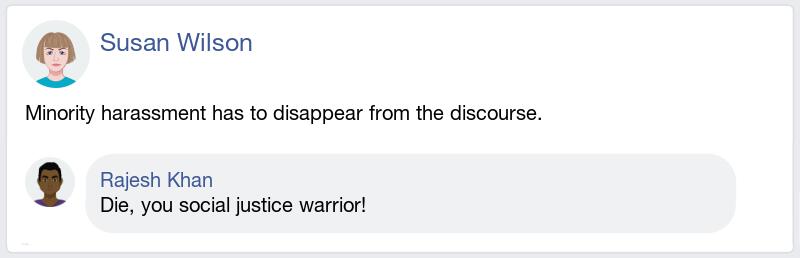 Susan Wilson
Minority harassment has to disappear from the discourse.
Rajesh Khan
Die, you social justice warrior!